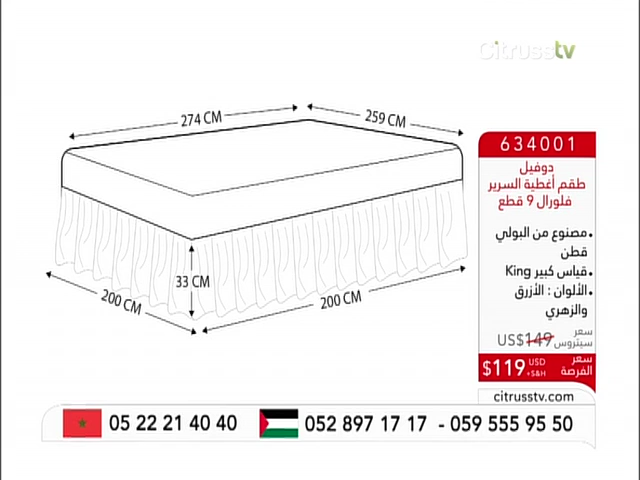 Citrusstv
274 CM
259 CM
33 CM
200 CM
200 CM
634001
دوفيل
طقم أغطية السرير
فلورال 9 قطع
.مصنوع من البولي
قطن
.قياس كبير King
.الألوان : الأزرق
والزهري
سعر
سيتروس US$149
سعر
الفرصة $119 USD +S&H
citrusstv.com
05 22 21 40 40
052 897 17 17 - 059 555 95 50